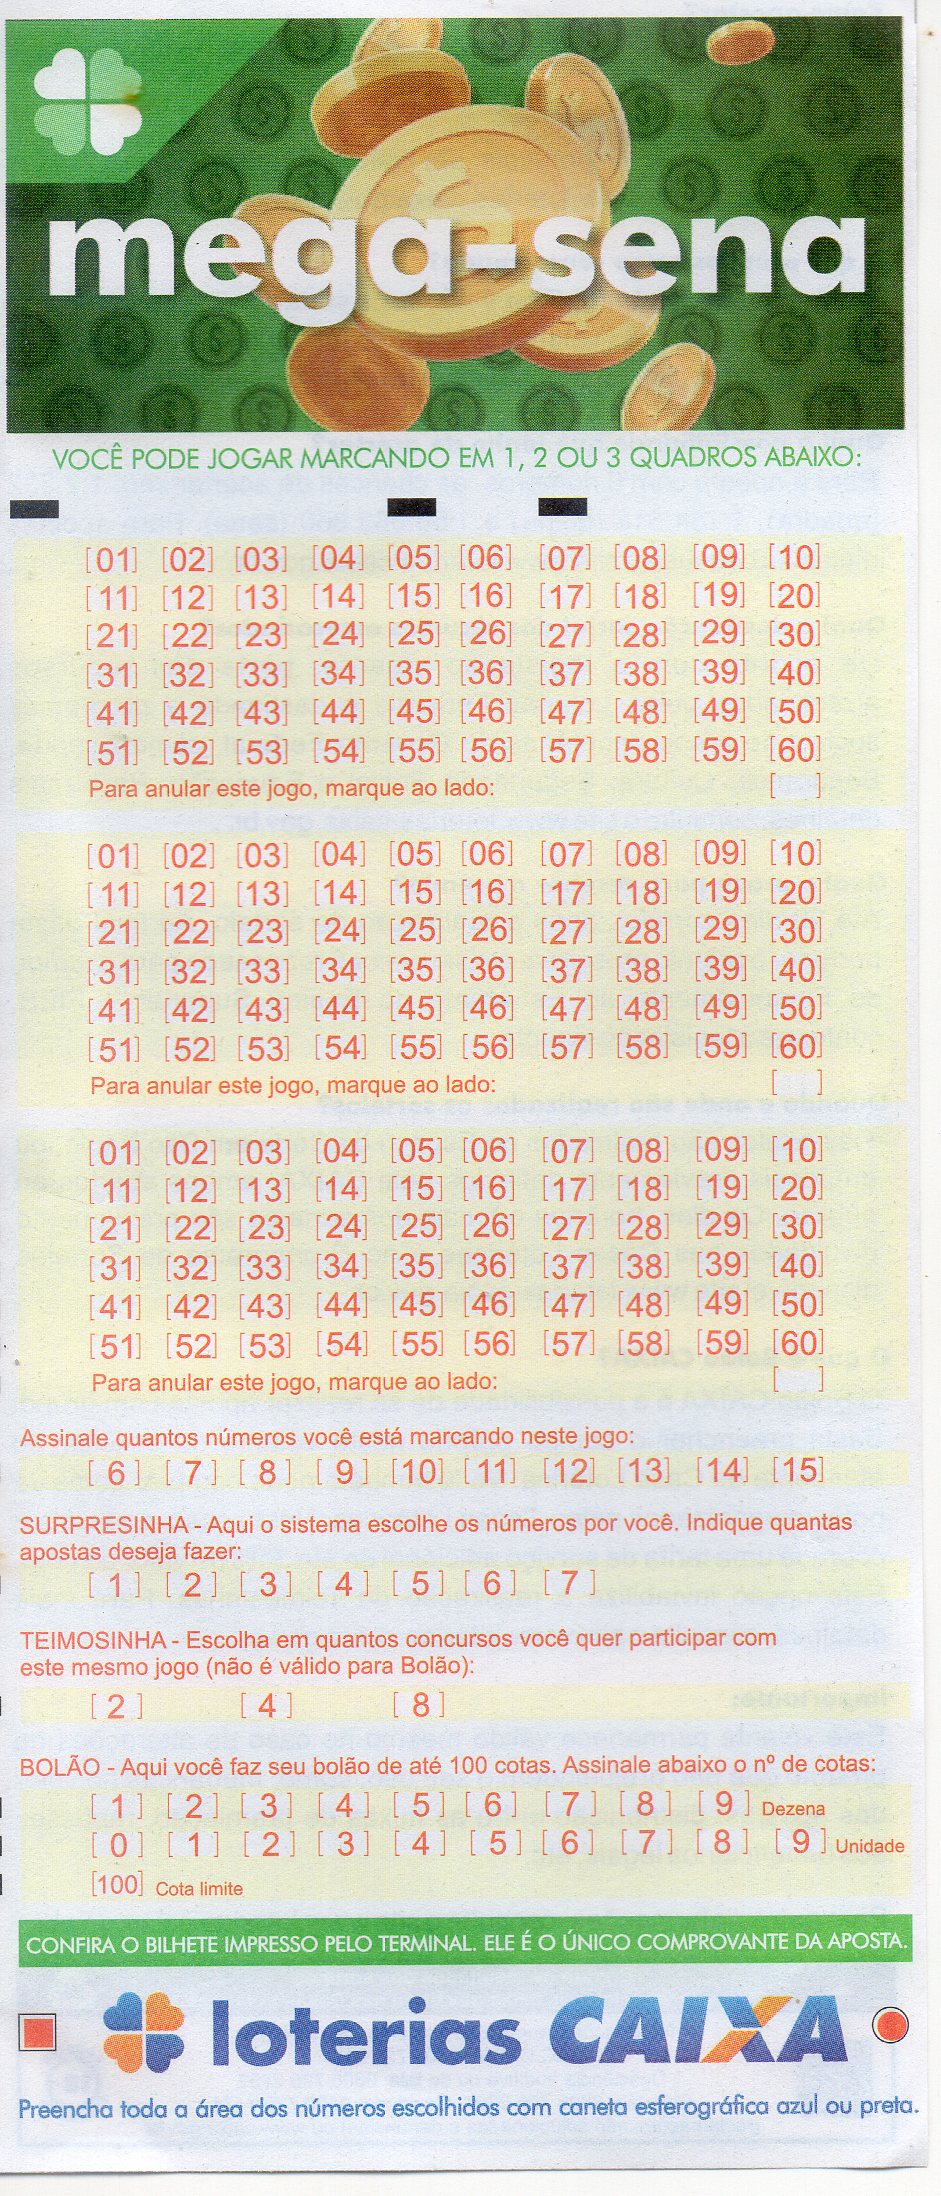 mega-sena
VOCÊ PODE JOGAR MARCANDO EM 1, 2 OU 3 QUADROS ABAIXO:
[01] [02] [03] [04] [05] [06] [07] [08] [09] [10]
[11] [12] [13] [14] [15] [16] [17] [18] [19] [20]
[21] [22] [23] [24] [25] [26] [27] [28] [29] [30]
[31] [32] [33] [34] [35] [36] [37] [38] [39] [40]
[41] [42] [43] [44] [45] [46] [47] [48] [49] [50]
[51] [52] [53] [54] [55] [56] [57] [58] [59] [60]
Para anular este jogo, marque ao lado: [ ]
[01] [02] [03] [04] [05] [06] [07] [08] [09] [10]
[11] [12] [13] [14] [15] [16] [17] [18] [19] [20]
[21] [22] [23] [24] [25] [26] [27] [28] [29] [30]
[31] [32] [33] [34] [35] [36] [37] [38] [39] [40]
[41] [42] [43] [44] [45] [46] [47] [48] [49] [50]
[51] [52] [53] [54] [55] [56] [57] [58] [59] [60]
Para anular este jogo, marque ao lado: [ ]
[01] [02] [03] [04] [05] [06] [07] [08] [09] [10]
[11] [12] [13] [14] [15] [16] [17] [18] [19] [20]
[21] [22] [23] [24] [25] [26] [27] [28] [29] [30]
[31] [32] [33] [34] [35] [36] [37] [38] [39] [40]
[41] [42] [43] [44] [45] [46] [47] [48] [49] [50]
[51] [52] [53] [54] [55] [56] [57] [58] [59] [60]
Para anular este jogo, marque ao lado: [ ]
Assinale quantos números você está marcando neste jogo:
[ 6 ] [ 7 ] [ 8 ] [ 9 ] [10] [11] [12] [13] [14] [15]
SURPRESINHA - Aqui o sistema escolhe os números por você. Indique quantas
apostas deseja fazer:
[ 1 ] [ 2 ] [ 3 ] [ 4 ] [ 5 ] [ 6 ] [ 7 ]
TEIMOSINHA - Escolha em quantos concursos você quer participar com
este mesmo jogo (não é válido para Bolão):
[ 2 ] [ 4 ] [ 8 ]
BOLÃO - Aqui você faz seu bolão de até 100 cotas. Assinale abaixo o nº de cotas:
[ 1 ] [ 2 ] [ 3 ] [ 4 ] [ 5 ] [ 6 ] [ 7 ] [ 8 ] [ 9 ] Dezena
[ 0 ] [ 1 ] [ 2 ] [ 3 ] [ 4 ] [ 5 ] [ 6 ] [ 7 ] [ 8 ] [ 9 ] Unidade
[100] Cota limite
CONFIRA O BILHETE IMPRESSO PELO TERMINAL. ELE É O ÚNICO COMPROVANTE DA APOSTA.
loterias CAIXA
Preencha toda a área dos números escolhidos com caneta esferográfica azul ou preta.